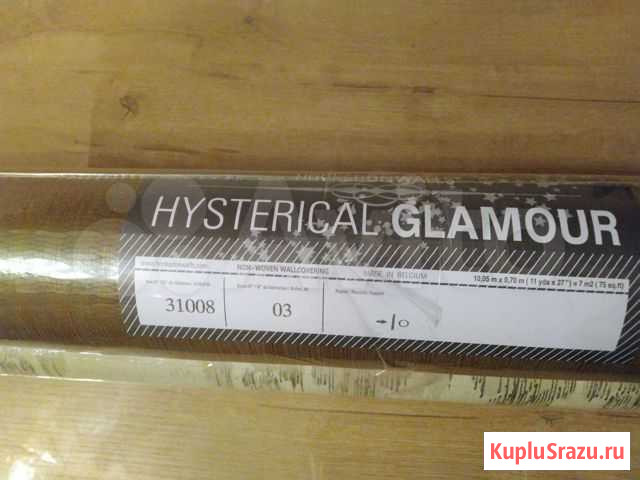 HYSTERICAL GLAMOUR
NON-WOVEN WALLCOVERING MADE IN BELGIUM 10,05 m x 0,70 m ( 11 yds x 27") = 7 m2 ( 75 sq.ft)
31008 03
KupluSrazu.ru